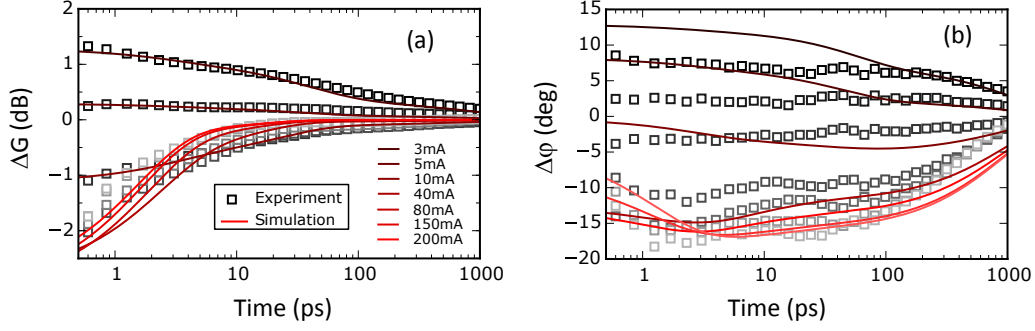 (a)
ΔG (dB)
2
1
0
−1
−2
3mA
5mA
10mA
40mA
80mA
150mA
200mA
Experiment
Simulation
1
10
100
1000
Time (ps)
(b)
Δφ (deg)
15
10
5
0
−5
−10
−15
−20
1
10
100
1000
Time (ps)